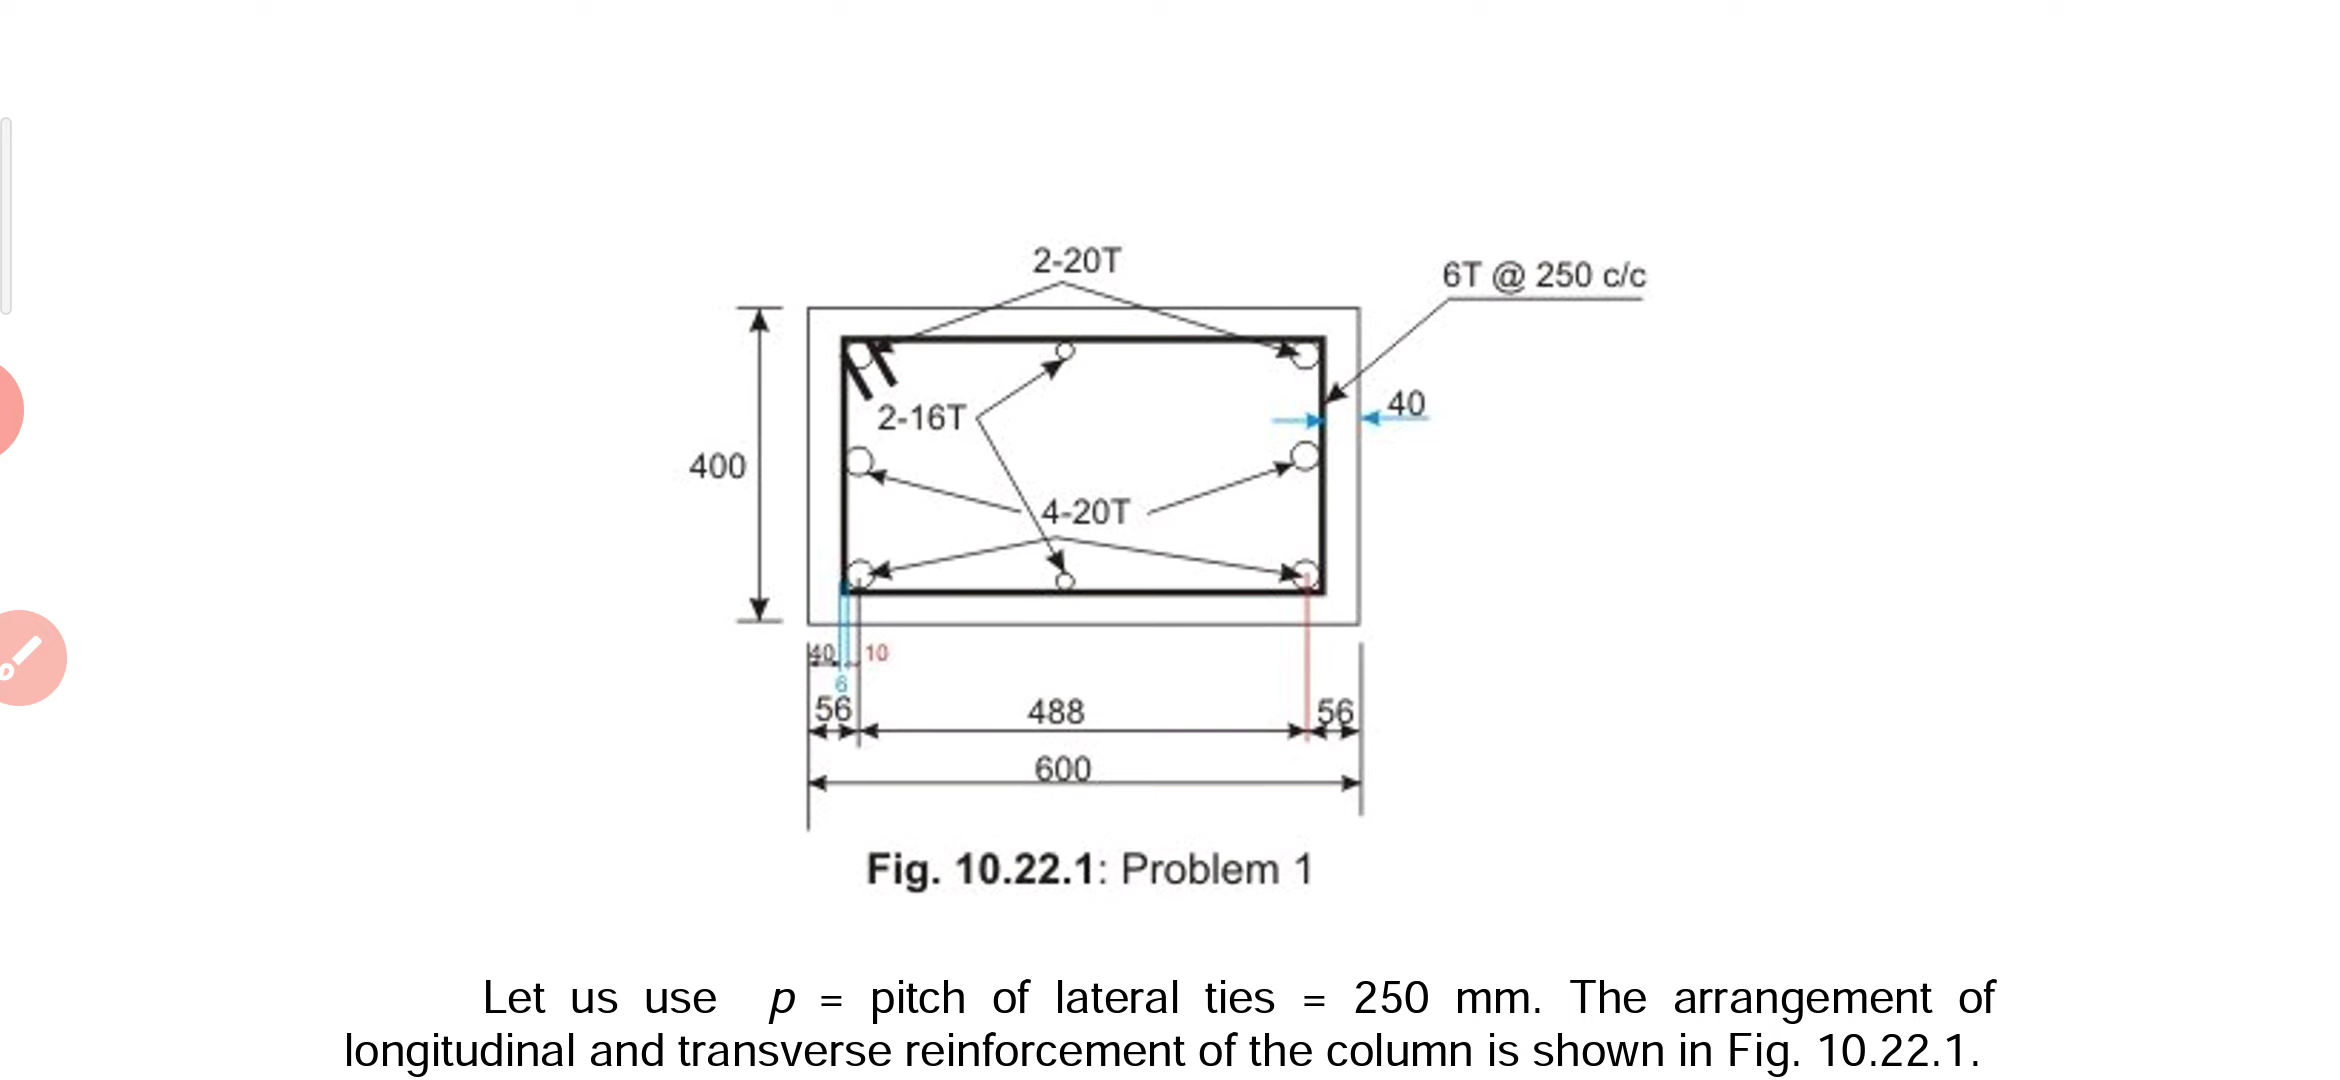 2-20T
6T @ 250 c/c
40
2-16T
400
4-20T
40 10
6
56 488 56
600
Fig. 10.22.1: Problem 1
Let us use p = pitch of lateral ties = 250 mm. The arrangement of
longitudinal and transverse reinforcement of the column is shown in Fig. 10.22.1.